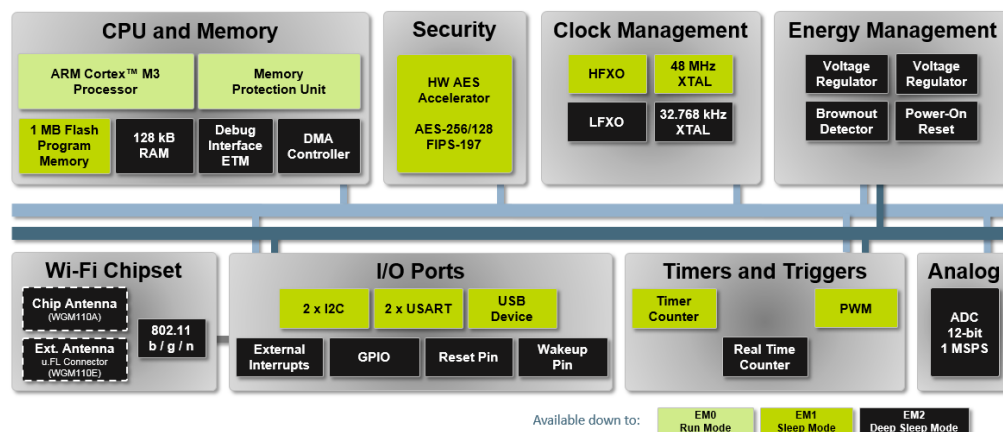 CPU and Memory
ARM Cortex™ M3
Processor
Memory
Protection Unit
1 MB Flash
Program
Memory
128 kB
RAM
Debug
Interface
ETM
DMA
Controller
Security
HW AES
Accelerator
AES-256/128
FIPS-197
Clock Management
HFXO
48 MHz
XTAL
LFXO
32.768 kHz
XTAL
Energy Management
Voltage
Regulator
Voltage
Regulator
Brownout
Detector
Power-On
Reset
Wi-Fi Chipset
Chip Antenna
(WGM110A)
Ext. Antenna
u.FL Connector
(WGM110E)
802.11
b / g / n
I/O Ports
2 x I2C
2 x USART
USB
Device
External
Interrupts
GPIO
Reset Pin
Wakeup
Pin
Timers and Triggers
Timer
Counter
PWM
Real Time
Counter
Analog
ADC
12-bit
1 MSPS
Available down to:
EM0
Run Mode
EM1
Sleep Mode
EM2
Deep Sleep Mode